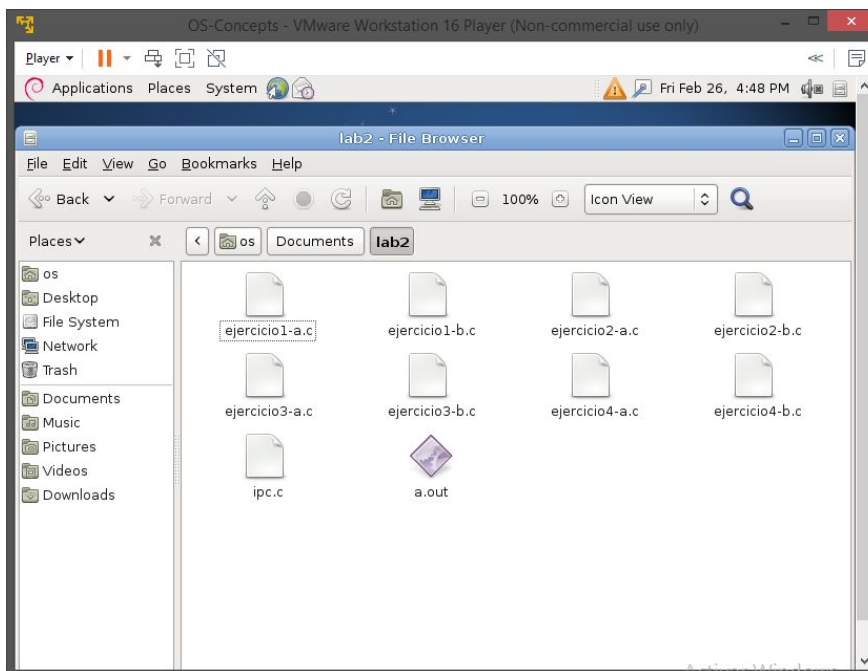 OS-Concepts - VMware Workstation 16 Player (Non-commercial use only)
Player
Applications Places System Fri Feb 26, 4:48 PM
lab2 - File Browser
File Edit View Go Bookmarks Help
Back Forward 100% Icon View
Places os Documents lab2
os
Desktop
File System
Network
Trash
Documents
Music
Pictures
Videos
Downloads
ejercicio1-a.c ejercicio1-b.c ejercicio2-a.c ejercicio2-b.c
ejercicio3-a.c ejercicio3-b.c ejercicio4-a.c ejercicio4-b.c
ipc.c a.out